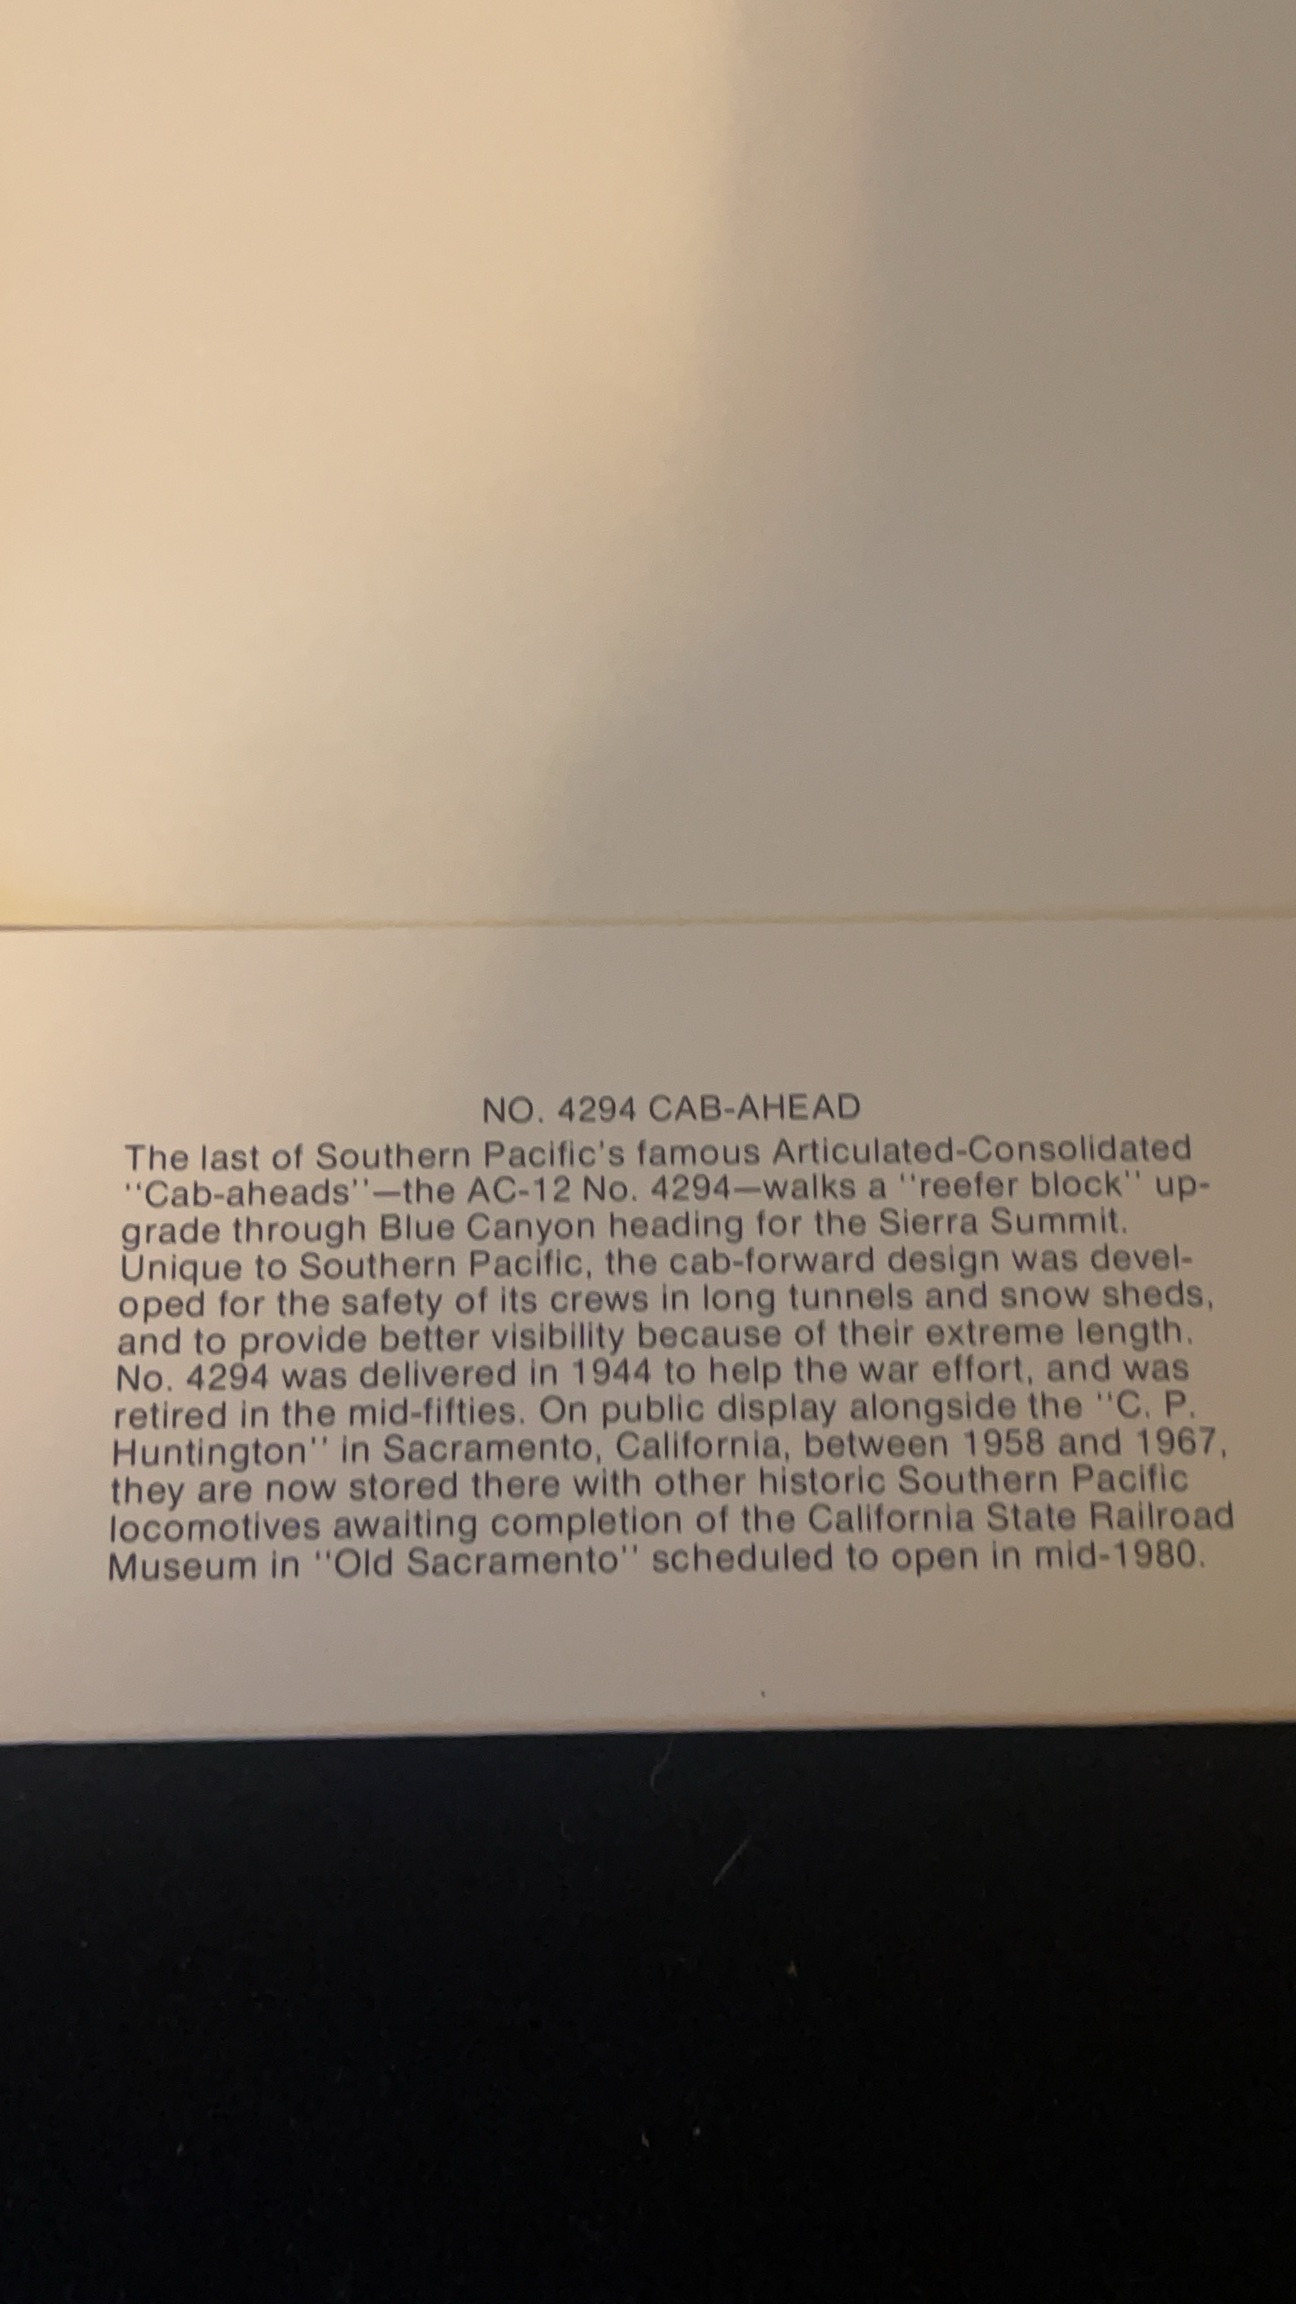 NO. 4294 CAB-AHEAD
The last of Southern Pacific's famous Articulated-Consolidated
''Cab-aheads''—the AC-12 No. 4294—walks a ''reefer block'' up-
grade through Blue Canyon heading for the Sierra Summit.
Unique to Southern Pacific, the cab-forward design was devel-
oped for the safety of its crews in long tunnels and snow sheds,
and to provide better visibility because of their extreme length.
No. 4294 was delivered in 1944 to help the war effort, and was
retired in the mid-fifties. On public display alongside the ''C. P.
Huntington'' in Sacramento, California, between 1958 and 1967,
they are now stored there with other historic Southern Pacific
locomotives awaiting completion of the California State Railroad
Museum in ''Old Sacramento'' scheduled to open in mid-1980.